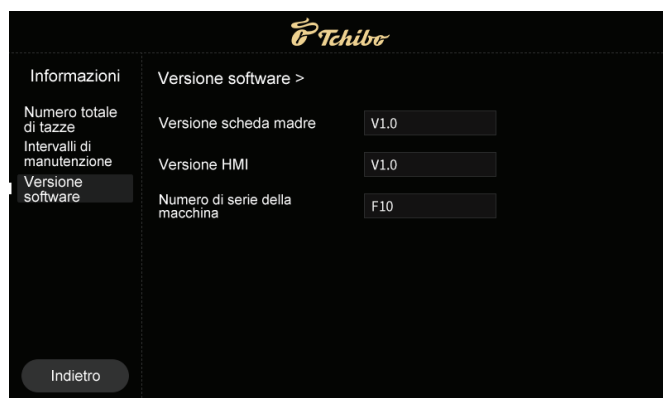 Tchibo
Informazioni
Numero totale
di tazze
Intervalli di
manutenzione
Versione
software
Indietro
Versione software >
Versione scheda madre
V1.0
Versione HMI
V1.0
Numero di serie della
macchina
F10